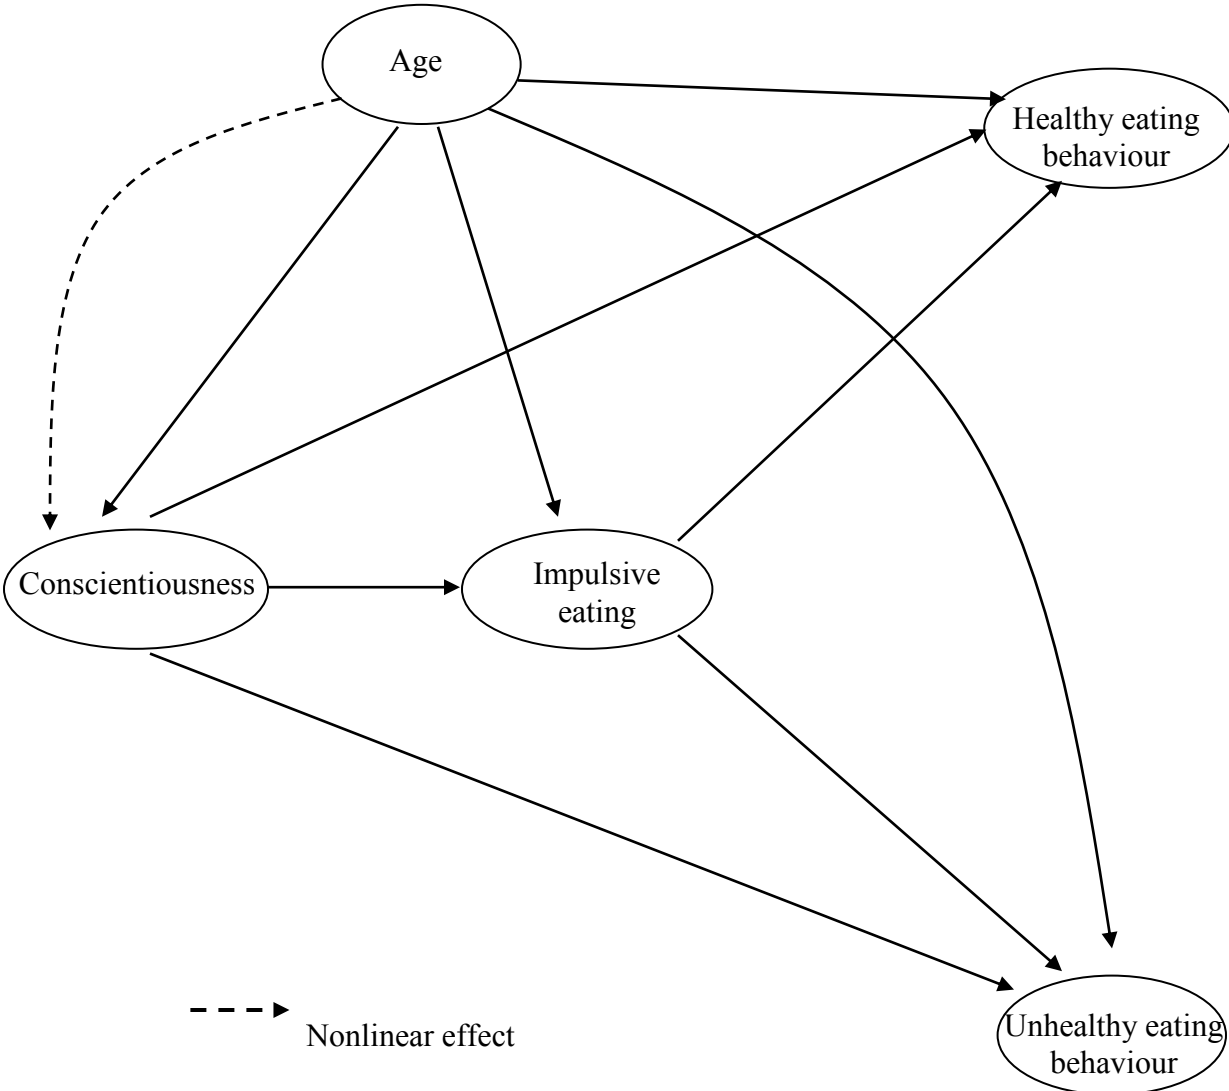 Age
Healthy eating
behaviour
Conscientiousness
Impulsive
eating
Nonlinear effect
Unhealthy eating
behaviour